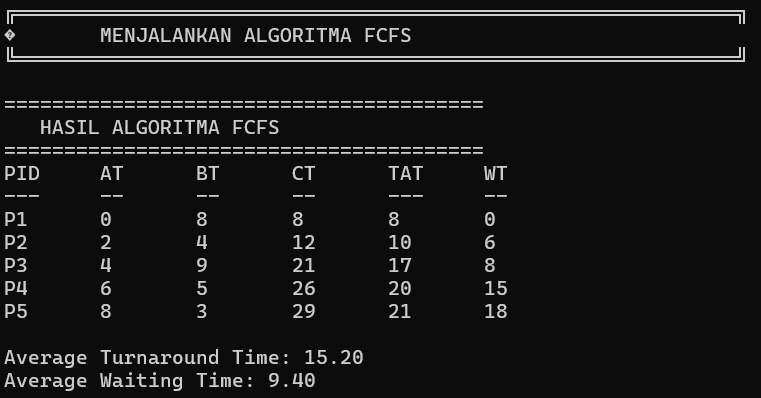 � MENJALANKAN ALGORITMA FCFS
========================================
HASIL ALGORITMA FCFS
========================================
PID AT BT CT TAT WT
--- -- -- -- --- --
P1 0 8 8 8 0
P2 2 4 12 10 6
P3 4 9 21 17 8
P4 6 5 26 20 15
P5 8 3 29 21 18
Average Turnaround Time: 15.20
Average Waiting Time: 9.40